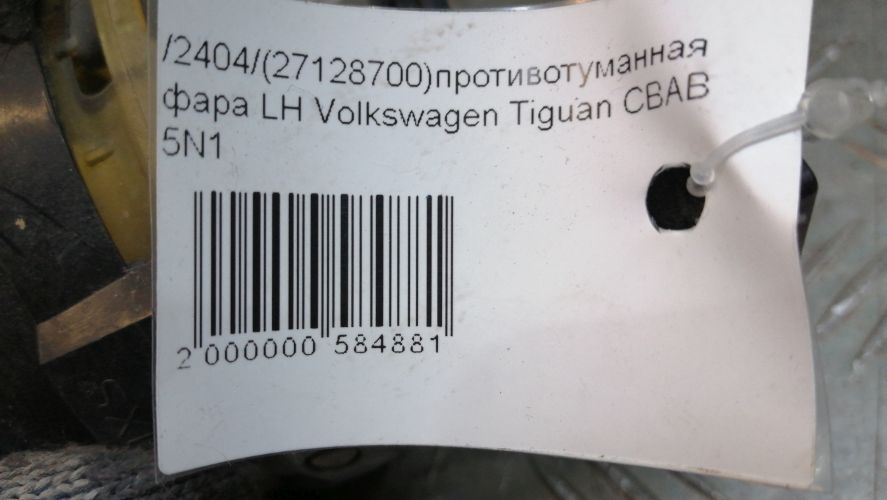 /2404/(27128700)противотуманная
фара LH Volkswagen Tiguan CBAB
5N1
2 000000 584881